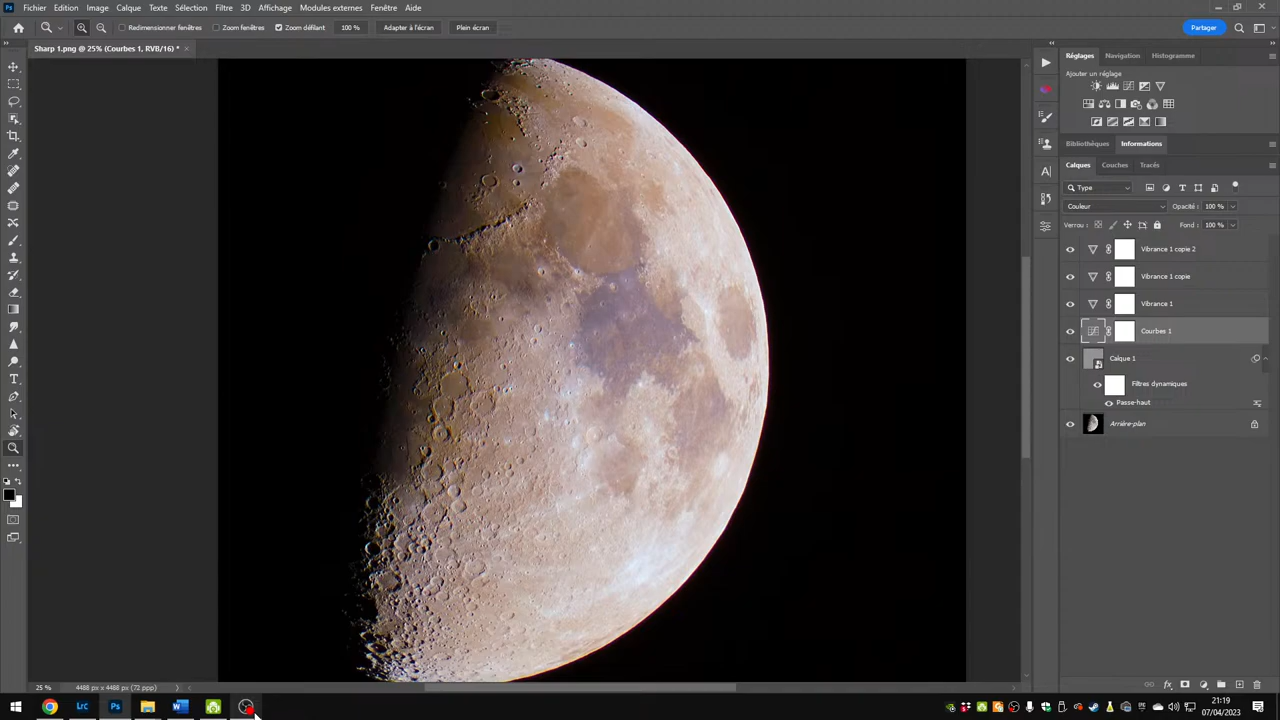 Fichier Edition Image Calque Texte Sélection Filtre 3D Affichage Modules externes Fenêtre Aide
Redimensionner fenêtres Zoom fenêtres Zoom défilant 100 % Adapter à l'écran Plein écran Partager
Sharp 1.png @ 25% (Courbes 1, RVB/16) *
Réglages Navigation Histogramme
Ajouter un réglage
Bibliothèques Informations
Calques Couches Tracés
Type
Couleur Opacité : 100 %
Verrou : Fond : 100 %
Vibrance 1 copie 2
Vibrance 1 copie
Vibrance 1
Courbes 1
Calque 1
Filtres dynamiques
Passe-haut
Arrière-plan
25 % 4488 px x 4488 px (72 ppp)
21:19
07/04/2023